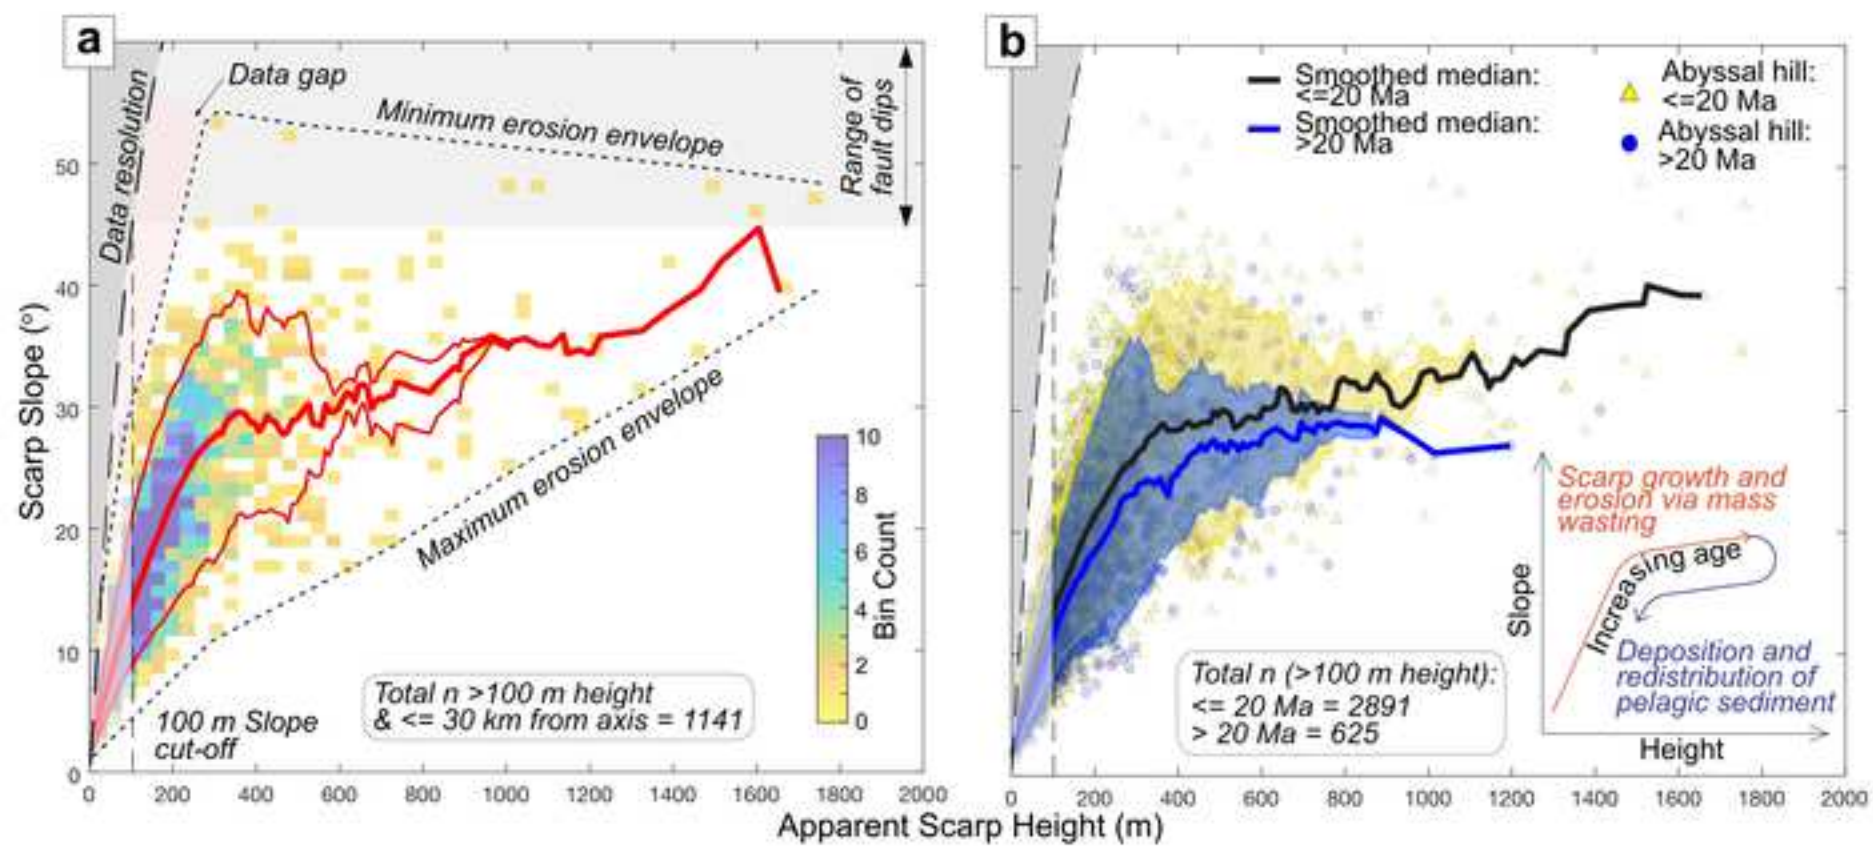 a
Data resolution
Data gap
Minimum erosion envelope
Range of
fault dips
Maximum erosion envelope
100 m Slope
cut-off
Total n >100 m height
& <= 30 km from axis = 1141
Scarp Slope (°)
50
40
30
20
10
0
0
200
400
600
800
1000
1200
1400
1600
1800
2000
10
8
6
4
2
0
Bin Count
b
Smoothed median:
<=20 Ma
Smoothed median:
>20 Ma
Abyssal hill:
<=20 Ma
Abyssal hill:
>20 Ma
Total n (>100 m height):
<= 20 Ma = 2891
> 20 Ma = 625
Scarp growth and
erosion via mass
wasting
Increasing age
Deposition and
redistribution of
pelagic sediment
Slope
Height
0
200
400
600
800
1000
1200
1400
1600
1800
2000
Apparent Scarp Height (m)